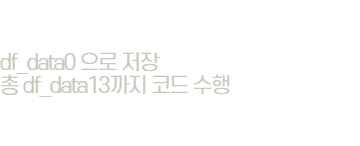 df_data0 으로 저장
총 df_data13까지 코드 수행